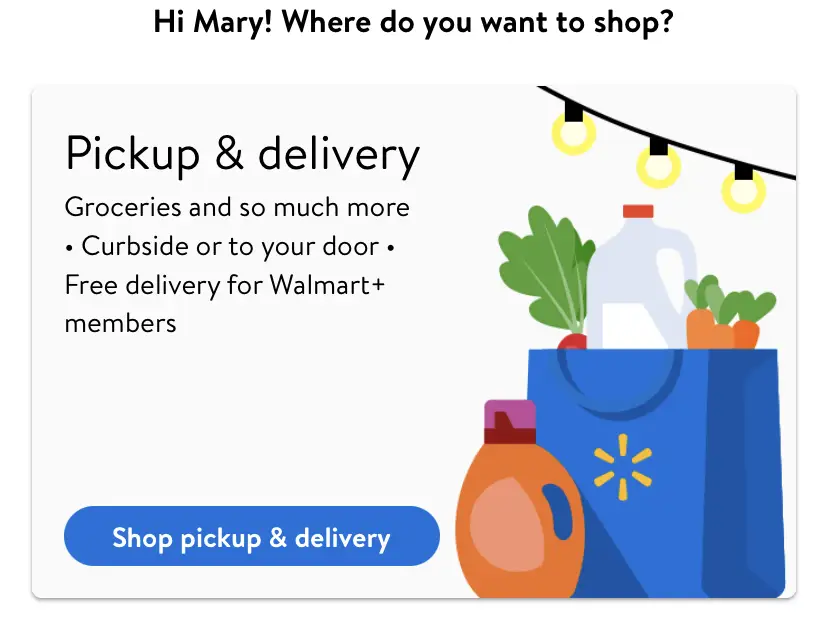 Hi Mary! Where do you want to shop?
Pickup & delivery
Groceries and so much more
• Curbside or to your door •
Free delivery for Walmart+
members
Shop pickup & delivery